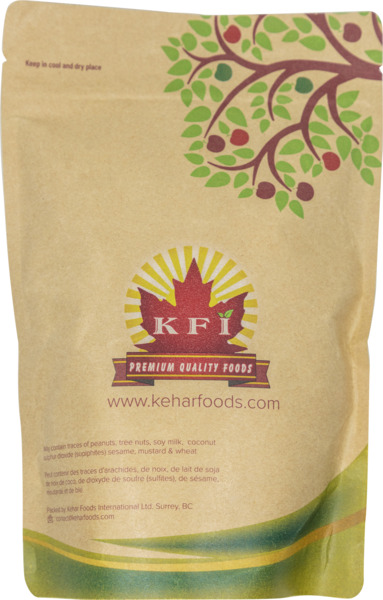 Keep in cool and dry place
KFI
PREMIUM QUALITY FOODS
www.keharfoods.com
May contain traces of peanuts, tree nuts, soy milk, coconut
sulphur dioxide (sulphites) sesame, mustard & wheat
Peut contenir des traces d'arachides, de noix, de lait de soja
de noix de coco, de dioxyde de soufre (sulfites), de sésame,
moutarde et de blé
Packed by Kehar Foods International Ltd. Surrey, BC
keharfoods.com